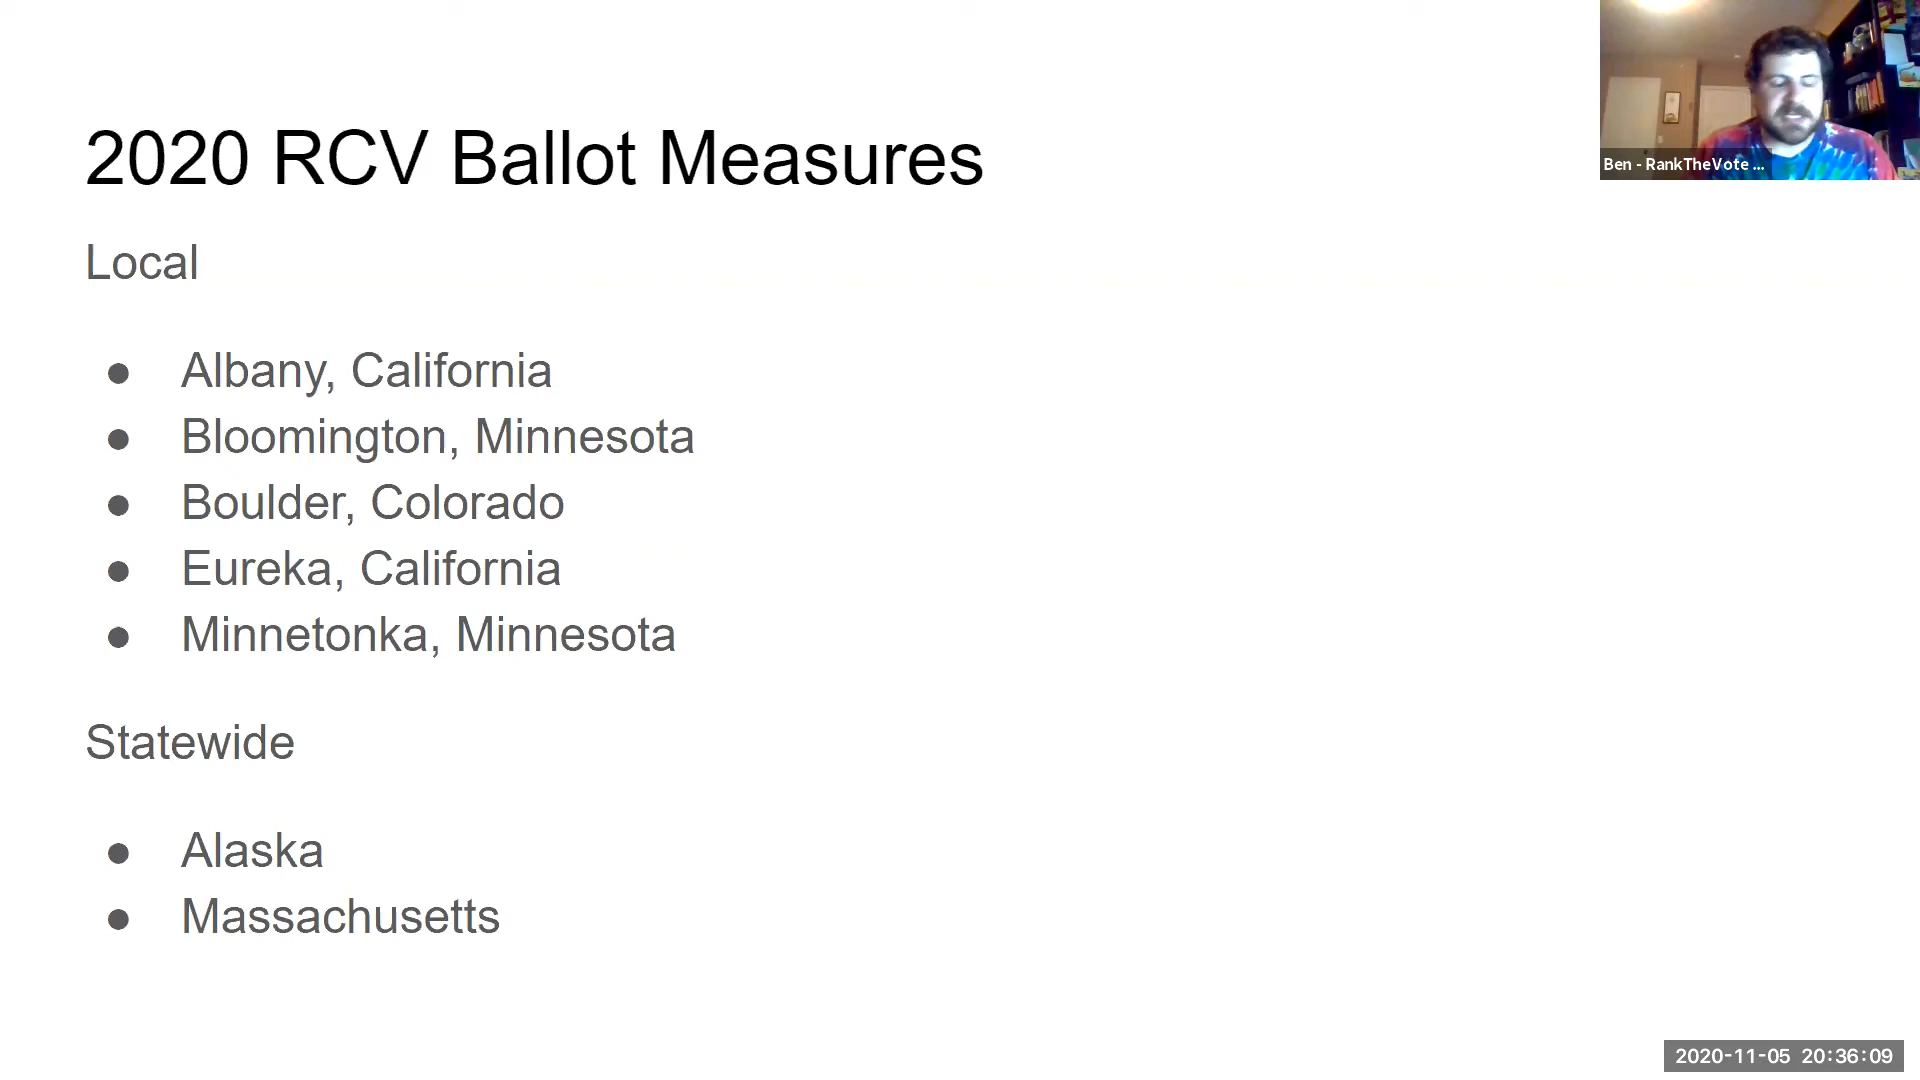 2020 RCV Ballot Measures
Ben - RankTheVote ...
Local
● Albany, California
● Bloomington, Minnesota
● Boulder, Colorado
● Eureka, California
● Minnetonka, Minnesota
Statewide
● Alaska
● Massachusetts
2020-11-05 20:36:09